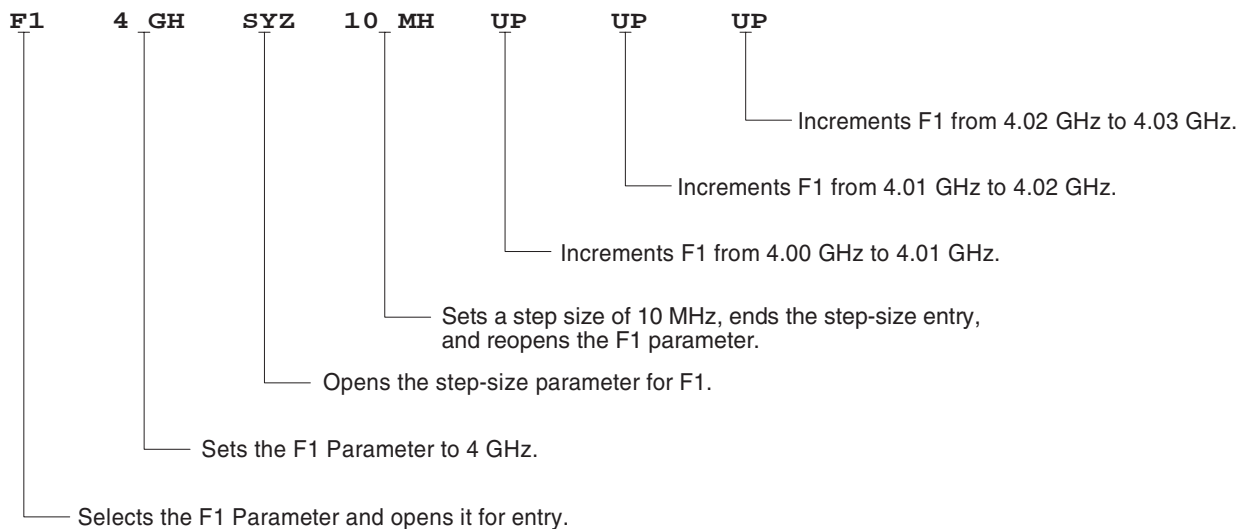 F1 4 GH SYZ 10 MH UP UP UP
Increments F1 from 4.02 GHz to 4.03 GHz.
Increments F1 from 4.01 GHz to 4.02 GHz.
Increments F1 from 4.00 GHz to 4.01 GHz.
Sets a step size of 10 MHz, ends the step-size entry,
and reopens the F1 parameter.
Opens the step-size parameter for F1.
Sets the F1 Parameter to 4 GHz.
Selects the F1 Parameter and opens it for entry.